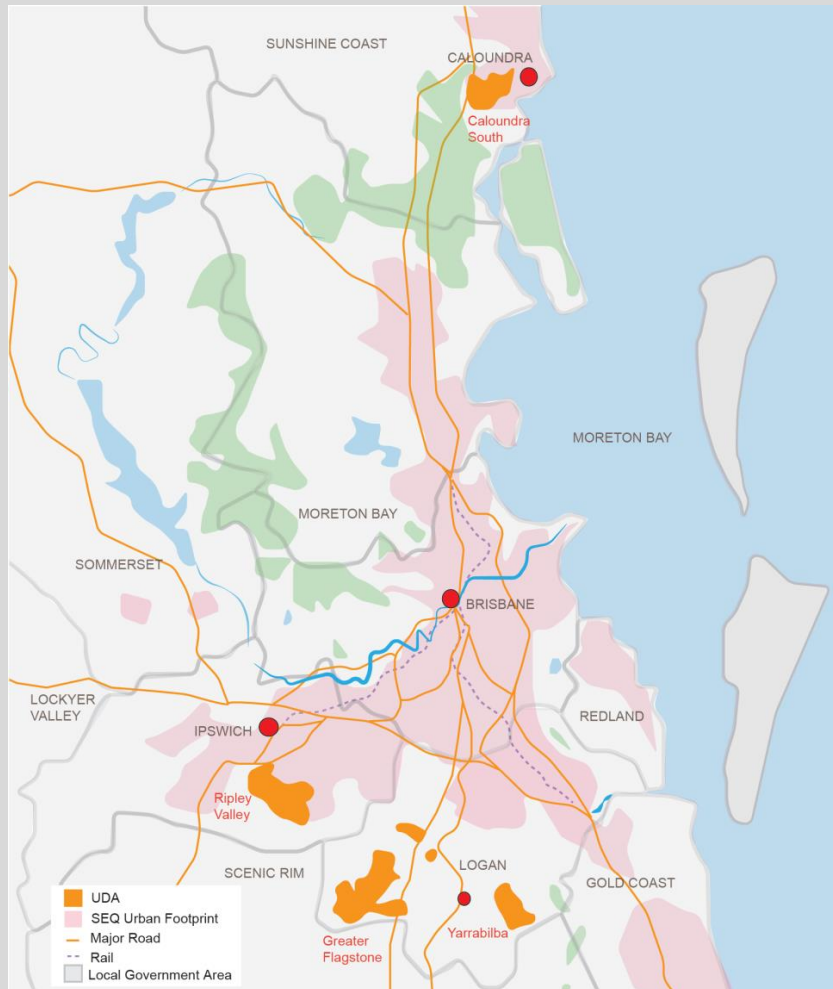 SUNSHINE COAST
CALOUNDRA
Caloundra
South
MORETON BAY
MORETON BAY
SOMMERSET
BRISBANE
LOCKYER
VALLEY
REDLAND
IPSWICH
Ripley
Valley
SCENIC RIM
LOGAN
GOLD COAST
Greater
Flagstone
Yarrabilba
UDA
SEQ Urban Footprint
Major Road
Rail
Local Government Area